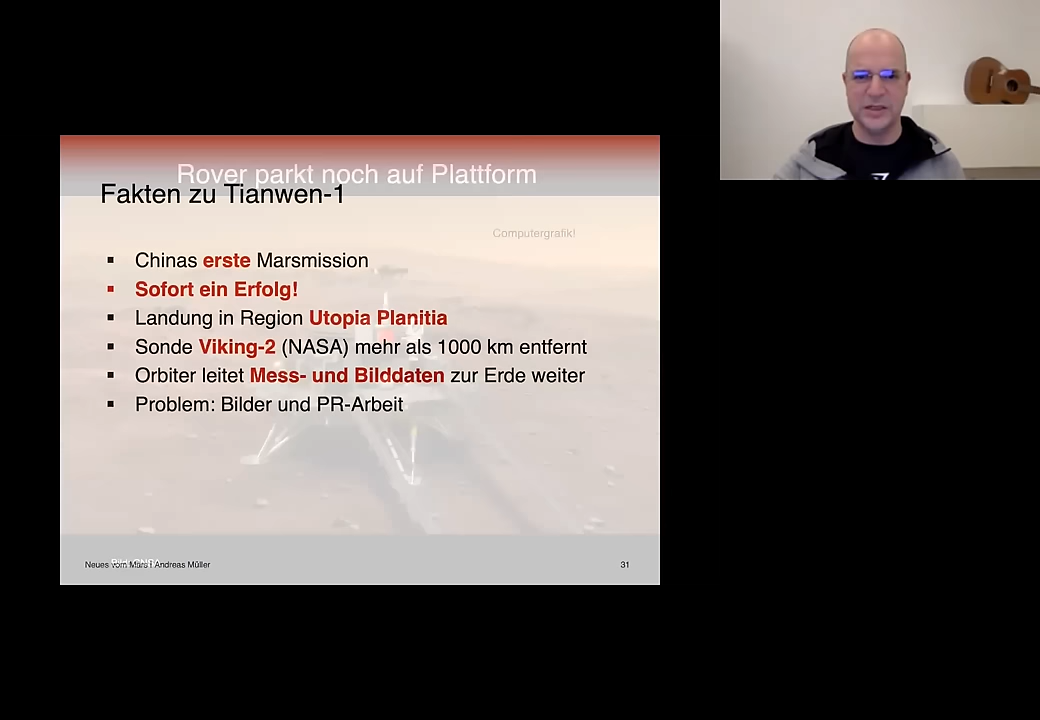 Rover parkt noch auf Plattform
Fakten zu Tianwen-1
Computergrafik!
Chinas erste Marsmission
Sofort ein Erfolg!
Landung in Region Utopia Planitia
Sonde Viking-2 (NASA) mehr als 1000 km entfernt
Orbiter leitet Mess- und Bilddaten zur Erde weiter
Problem: Bilder und PR-Arbeit
Neues vom Mars | Andreas Müller
31